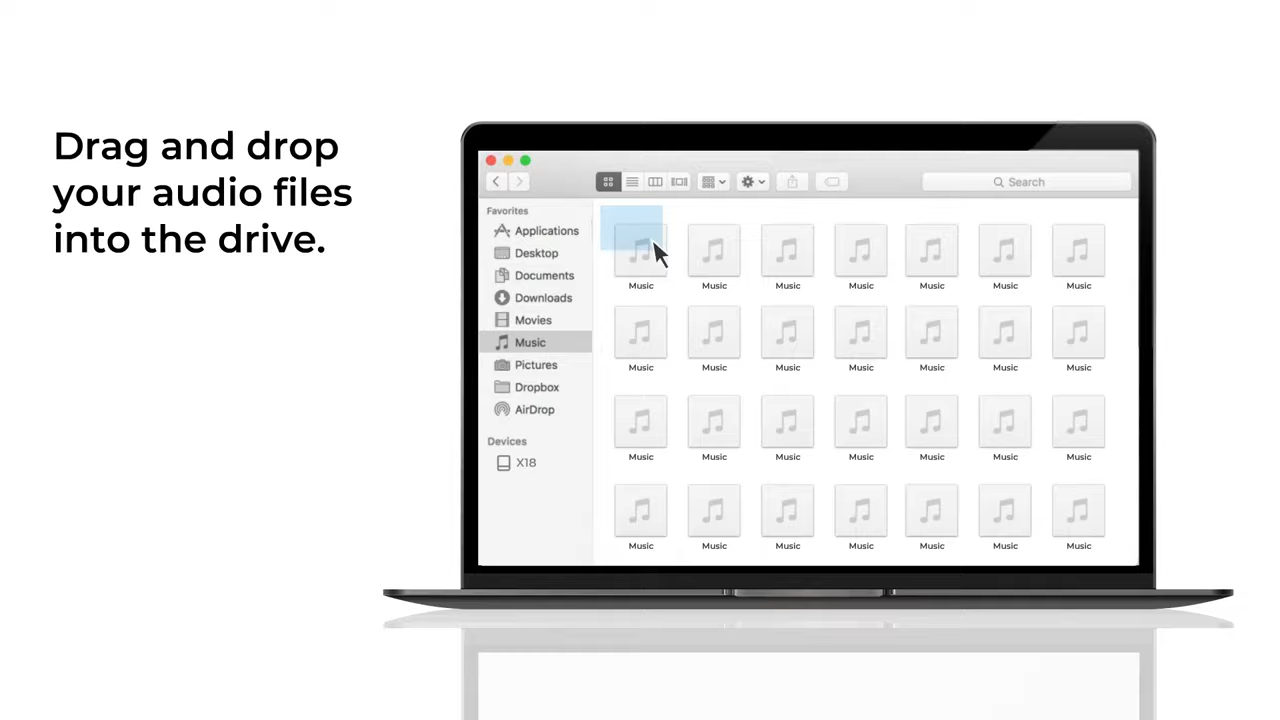 Drag and drop
your audio files
into the drive.
Search
Favorites
Applications
Desktop
Documents
Downloads
Movies
Music
Pictures
Dropbox
AirDrop
Devices
X18
Music Music Music Music Music Music Music
Music Music Music Music Music Music Music
Music Music Music Music Music Music Music
Music Music Music Music Music Music Music